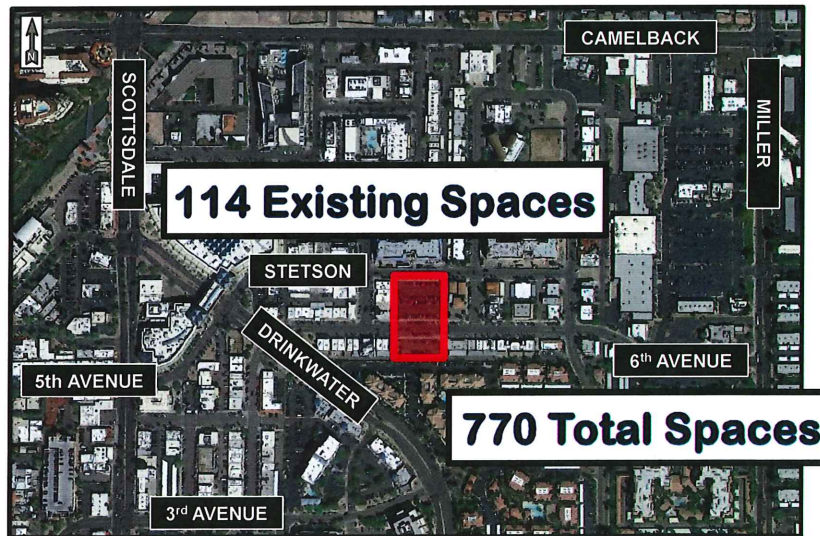 N
CAMELBACK
SCOTTSDALE
MILLER
114 Existing Spaces
STETSON
DRINKWATER
6th AVENUE
5th AVENUE
770 Total Spaces
3rd AVENUE